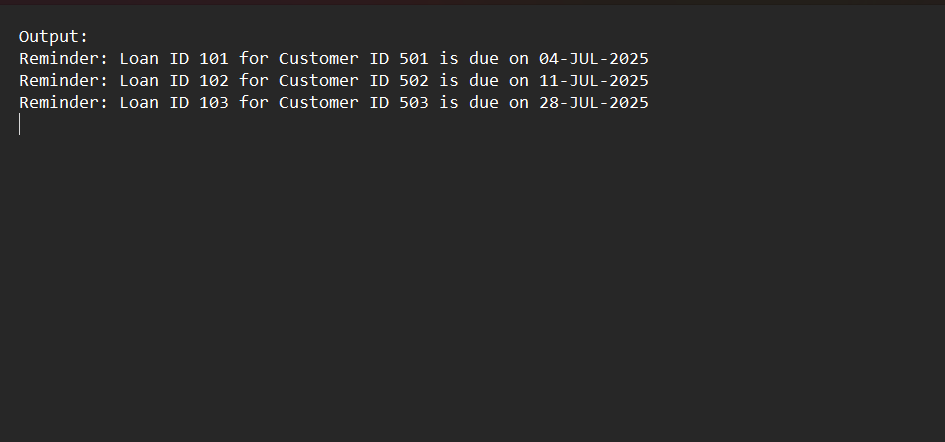 Output:
Reminder: Loan ID 101 for Customer ID 501 is due on 04-JUL-2025
Reminder: Loan ID 102 for Customer ID 502 is due on 11-JUL-2025
Reminder: Loan ID 103 for Customer ID 503 is due on 28-JUL-2025